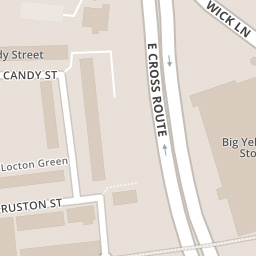 WICK LN
dy Street
CANDY ST
E CROSS ROUTE
Big Yel
Sto
Locton Green
RUSTON ST